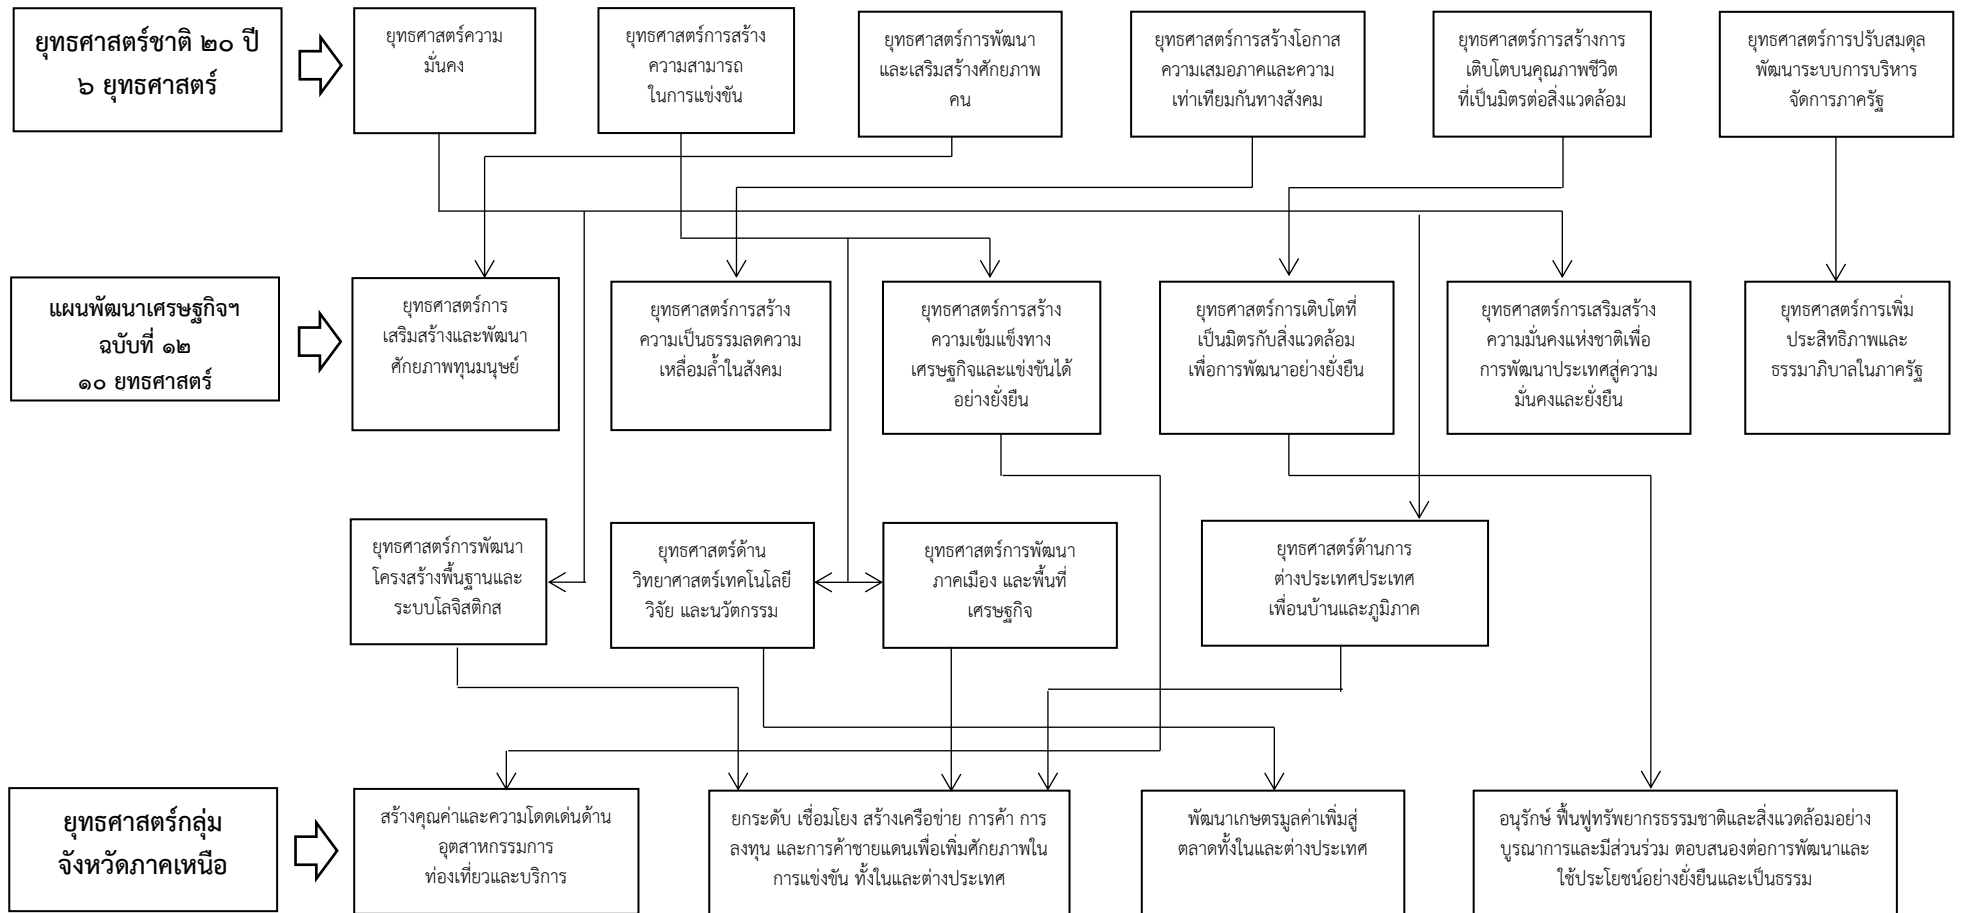 ยุทธศาสตร์ชาติ ๒๐ ปี
๖ ยุทธศาสตร์
ยุทธศาสตร์ความ
มั่นคง
ยุทธศาสตร์การสร้าง
ความสามารถ
ในการแข่งขัน
ยุทธศาสตร์การพัฒนา
และเสริมสร้างศักยภาพ
คน
ยุทธศาสตร์การสร้างโอกาส
ความเสมอภาคและความ
เท่าเทียมกันทางสังคม
ยุทธศาสตร์การสร้างการ
เติบโตบนคุณภาพชีวิต
ที่เป็นมิตรต่อสิ่งแวดล้อม
ยุทธศาสตร์การปรับสมดุล
พัฒนาระบบการบริหาร
จัดการภาครัฐ
แผนพัฒนาเศรษฐกิจฯ
ฉบับที่ ๑๒
๑๐ ยทธศาสตร์
ยุทธศาสตร์การ
เสริมสร้างและพัฒนา
ศักยภาพทุนมนุษย์
ยุทธศาสตร์การสร้าง
ความเป็นธรรมลดความ
เหลื่อมล้ำในสังคม
ยุทธศาสตร์การสร้าง
ความเข้มแข็งทาง
เศรษฐกิจและแข่งขันได้
อย่างยั่งยืน
ยุทธศาสตร์การเติบโตที่
เป็นมิตรกับสิ่งแวดล้อม
เพื่อการพัฒนาอย่างยั่งยืน
ยุทธศาสตร์การเสริมสร้าง
ความมั่นคงแห่งชาติเพื่อ
การพัฒนาประเทศสู่ความ
มั่นคงและยั่งยืน
ยุทธศาสตร์การเพิ่ม
ประสิทธิภาพและ
ธรรมาภิบาลในภาครัฐ
ยุทธศาสตร์การพัฒนา
โครงสร้างพื้นฐานและ
ระบบโลจิสติกส
ยุทธศาสตร์ด้าน
วิทยาศาสตร์เทคโนโลยี
วิจัย และนวัตกรรม
ยุทธศาสตร์การพัฒนา
ภาคเมือง และพื้นที่
เศรษฐกิจ
ยุทธศาสตร์ด้านการ
ต่างประเทศประเทศ
เพื่อนบ้านและภูมิภาค
ยุทธศาสตร์กลุ่ม
จังหวัดภาคเหนือ
สร้างคุณค่าและความโดดเด่นด้าน
อุตสาหกรรมการ
ท่องเที่ยวและบริการ
ยกระดับ เชื่อมโยง สร้างเครือข่าย การค้า การ
ลงทุน และการค้าชายแดนเพื่อเพิ่มศักยภาพใน
การแข่งขัน ทั้งในและต่างประเทศ
พัฒนาเกษตรมูลค่าเพิ่มสู่
ตลาดทั้งในและต่างประเทศ
อนุรักษ์ ฟื้นฟูทรัพยากรธรรมชาติและสิ่งแวดล้อมอย่าง
บูรณาการและมีส่วนร่วม ตอบสนองต่อการพัฒนาและ
ใช้ประโยชน์อย่างยั่งยืนและเป็นธรรม